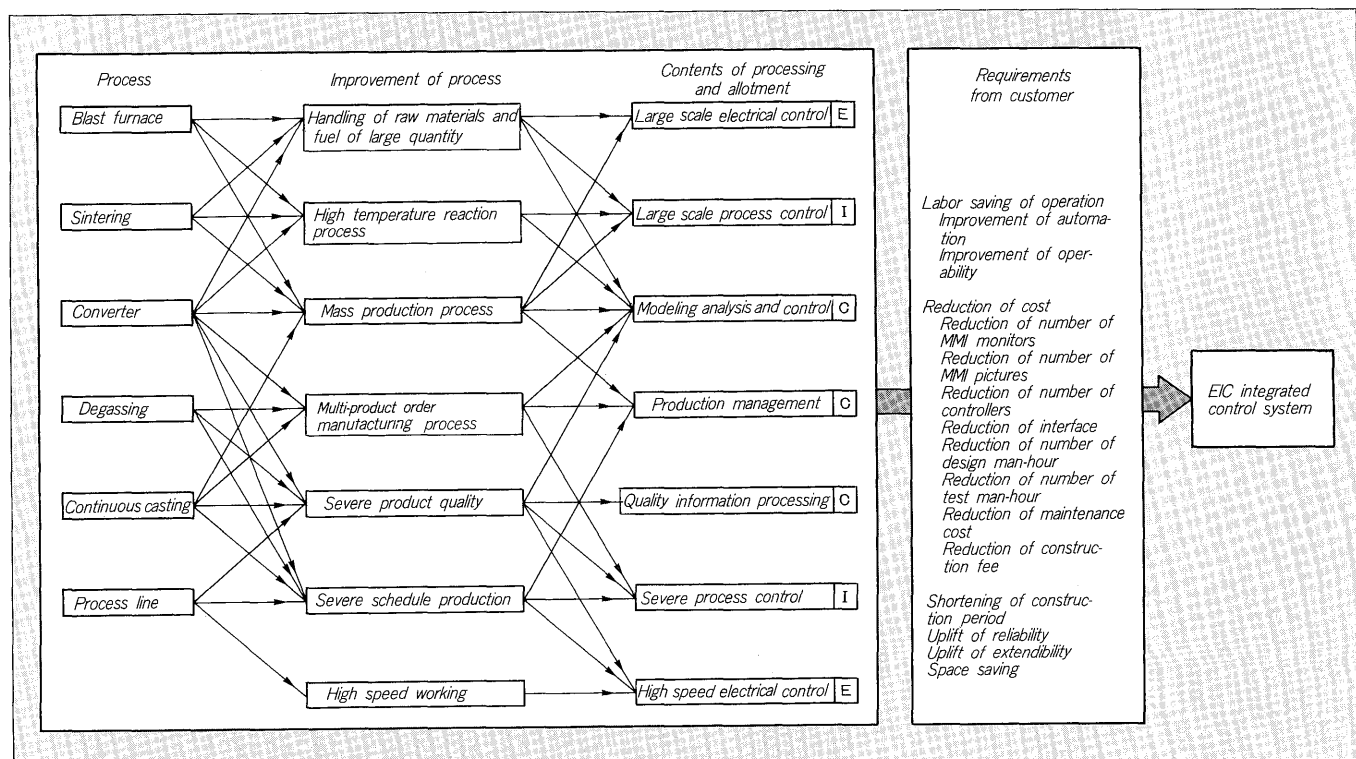 Process
Blast furnace
Sintering
Converter
Degassing
Continuous casting
Process line
Improvement of process
Handling of raw materials and
fuel of large quantity
High temperature reaction
process
Mass production process
Multi-product order
manufacturing process
Severe product quality
Severe schedule production
High speed working
Contents of processing
and allotment
Large scale electrical control E
Large scale process control I
Modeling analysis and control C
Production management C
Quality information processing C
Severe process control I
High speed electrical control E
Requirements
from customer
Labor saving of operation
Improvement of automa-
tion
Improvement of oper-
ability
Reduction of cost
Reduction of number of
MMI monitors
Reduction of number of
MMI pictures
Reduction of number of
controllers
Reduction of interface
Reduction of number of
design man-hour
Reduction of number of
test man-hour
Reduction of maintenance
cost
Reduction of construc-
tion fee
Shortening of construc-
tion period
Uplift of reliability
Uplift of extendibility
Space saving
EIC integrated
control system